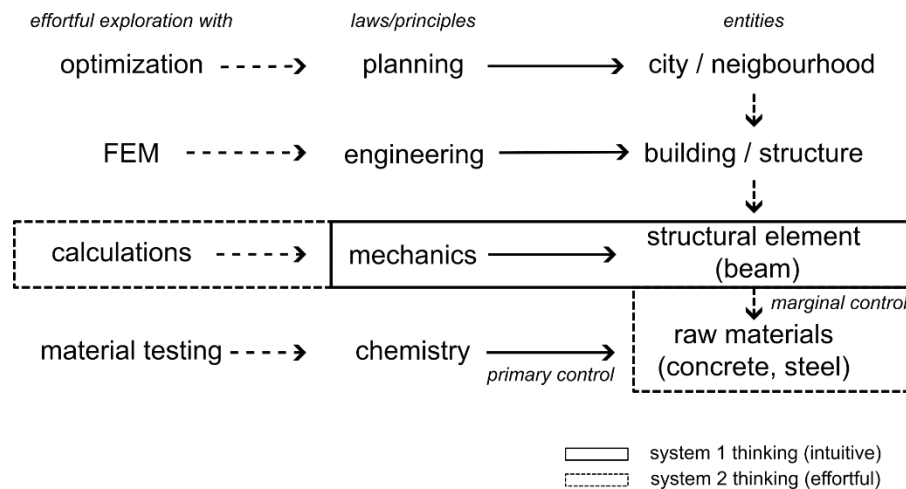 effortful exploration with laws/principles entities
optimization planning city / neigbourhood
FEM engineering building / structure
calculations mechanics structural element
(beam)
marginal control
material testing chemistry raw materials
(concrete, steel)
primary control
system 1 thinking (intuitive)
system 2 thinking (effortful)